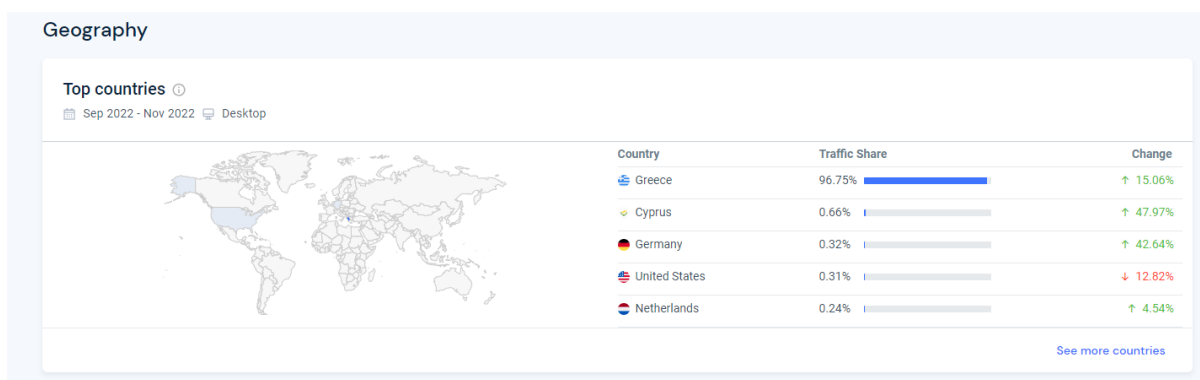 Geography
Top countries
Sep 2022 - Nov 2022 Desktop
Country Traffic Share Change
Greece 96.75% ↑ 15.06%
Cyprus 0.66% ↑ 47.97%
Germany 0.32% ↑ 42.64%
United States 0.31% ↓ 12.82%
Netherlands 0.24% ↑ 4.54%
See more countries